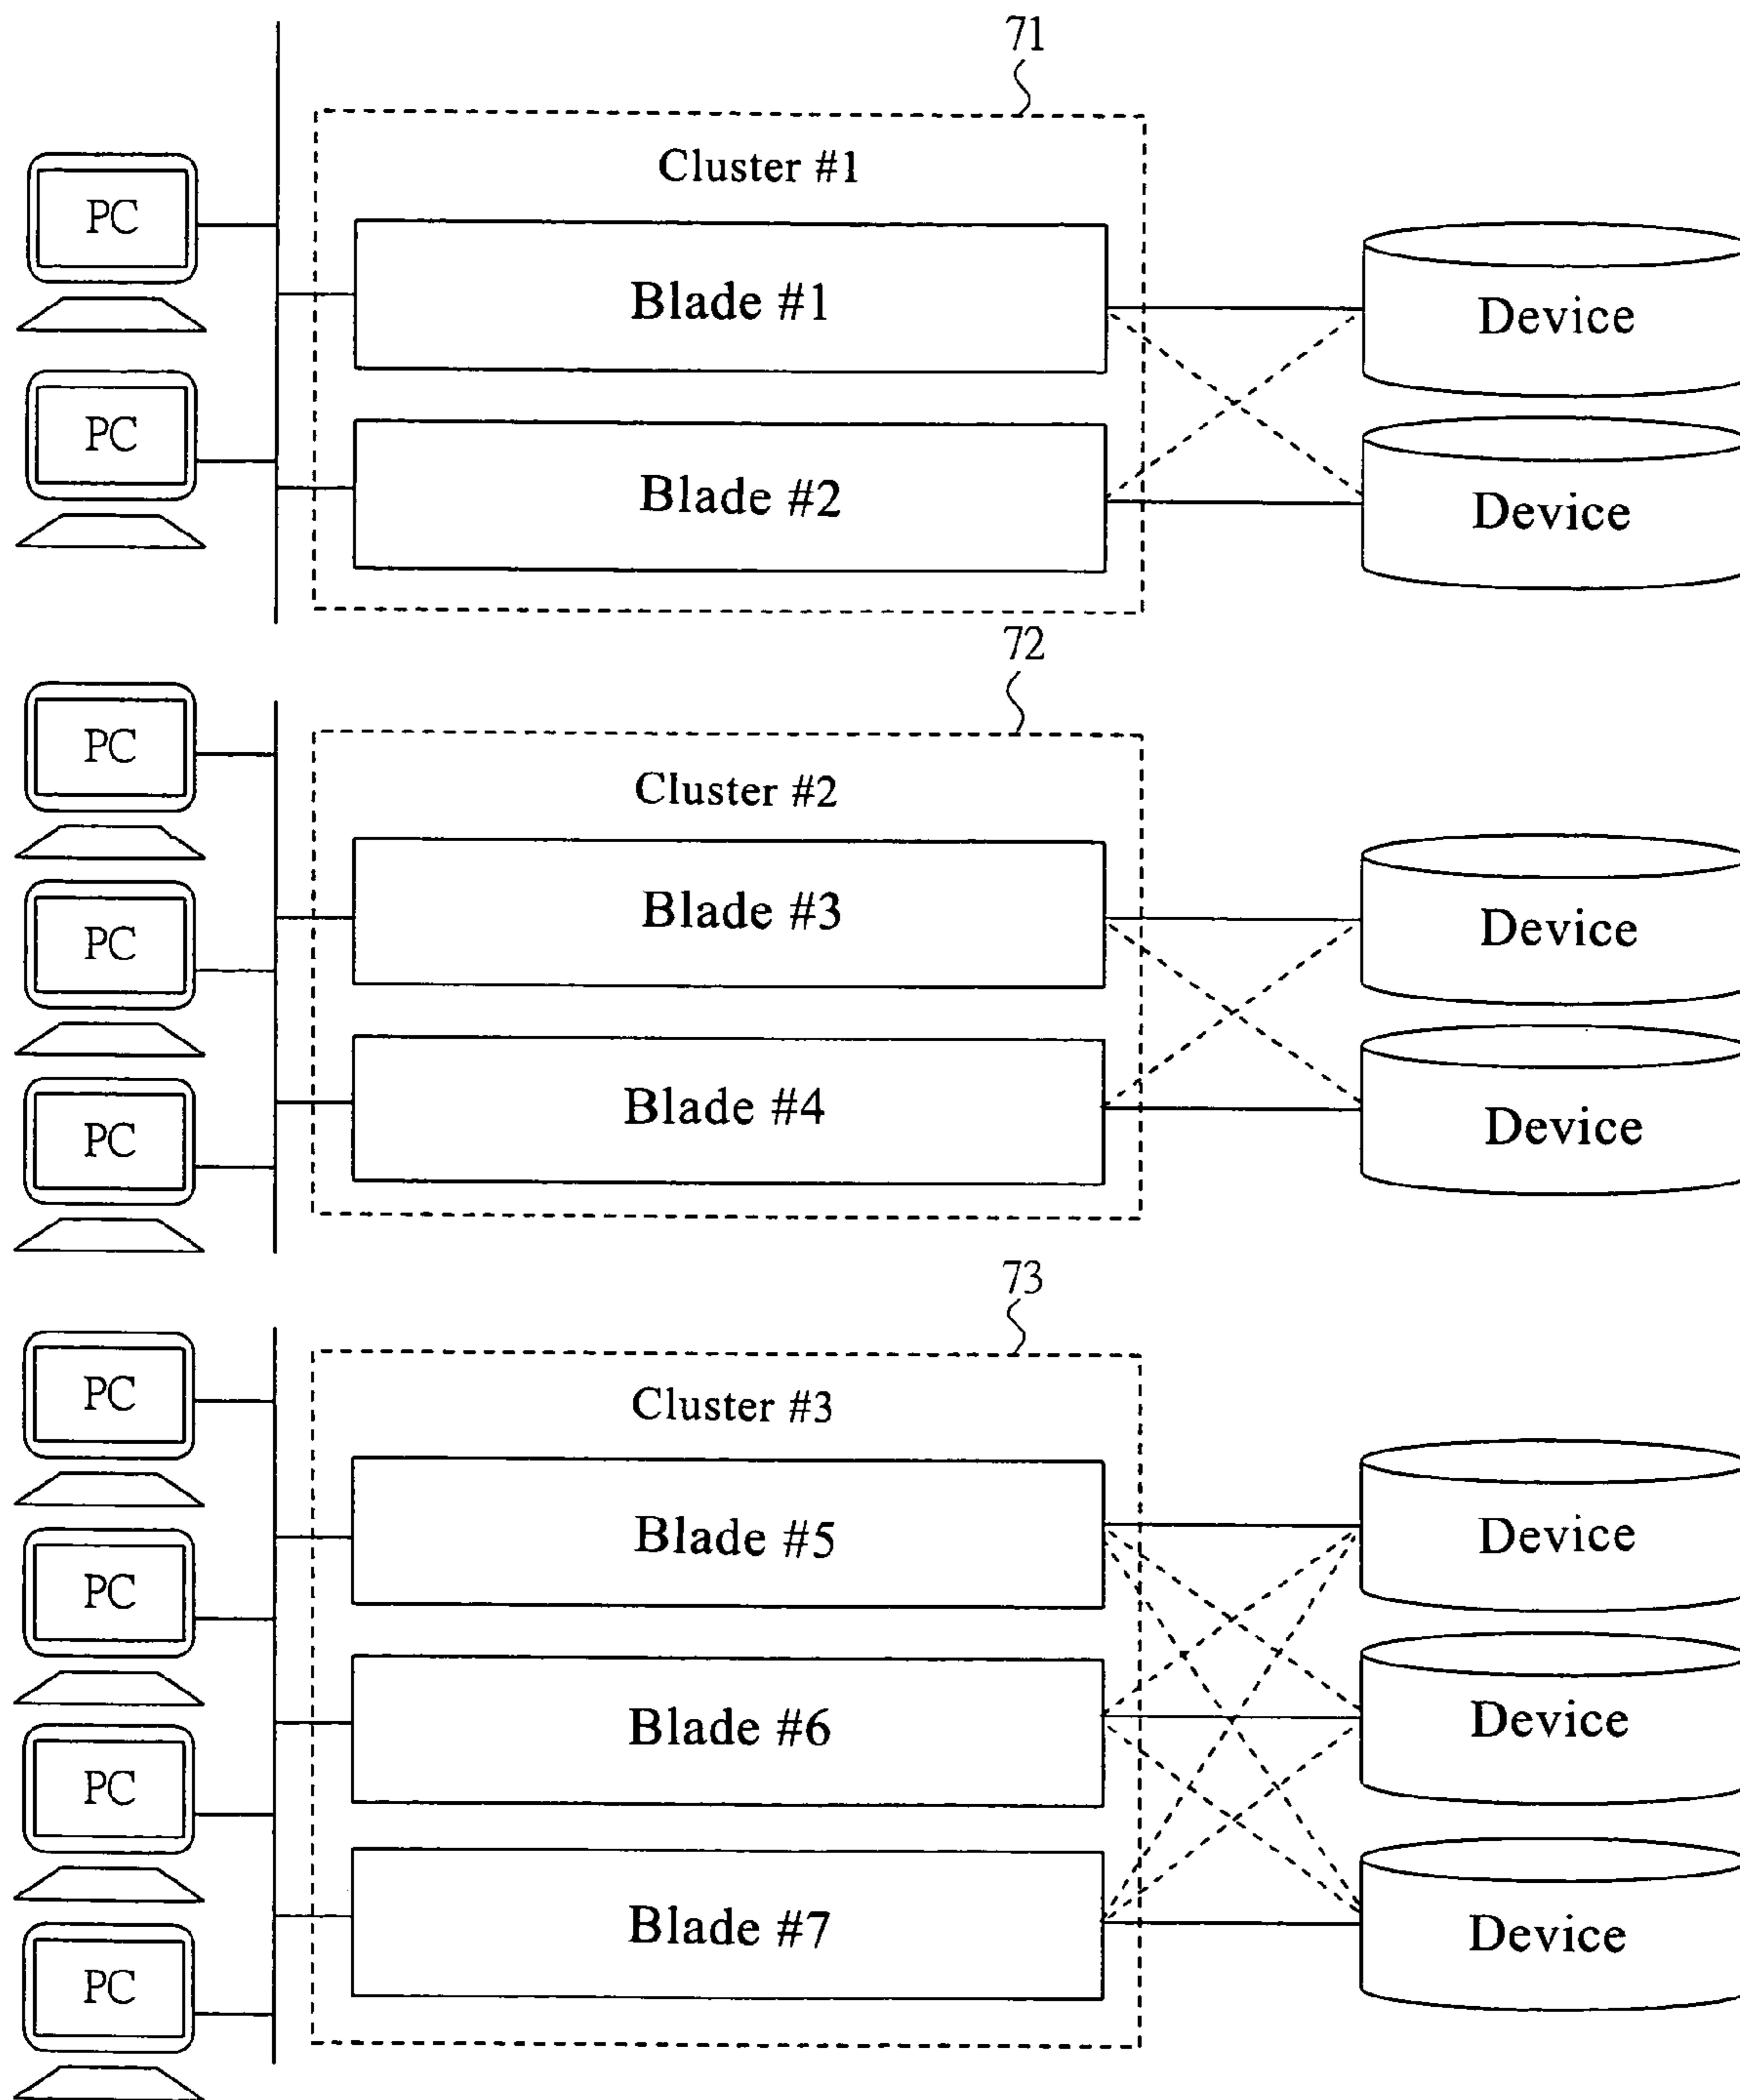 71
Cluster #1
PC
Blade #1
Device
PC
Blade #2
Device
72
PC
Cluster #2
PC
Blade #3
Device
PC
Blade #4
Device
73
PC
Cluster #3
Blade #5
Device
PC
Blade #6
Device
PC
Blade #7
Device
PC